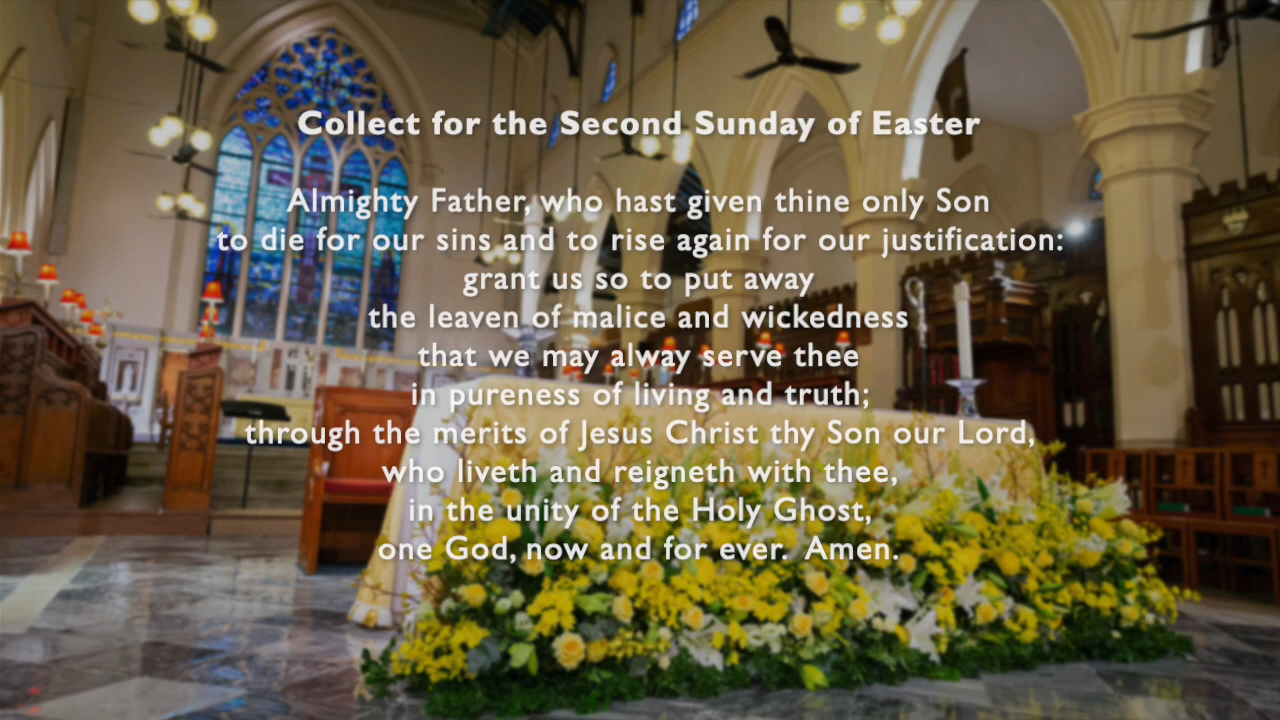 Collect for the Second Sunday of Easter
Almighty Father, who hast given thine only Son
to die for our sins and to rise again for our justification:
grant us so to put away
the leaven of malice and wickedness
that we may alway serve thee
in pureness of living and truth;
through the merits of Jesus Christ thy Son our Lord,
who liveth and reigneth with thee,
in the unity of the Holy Ghost,
one God, now and for ever. Amen.